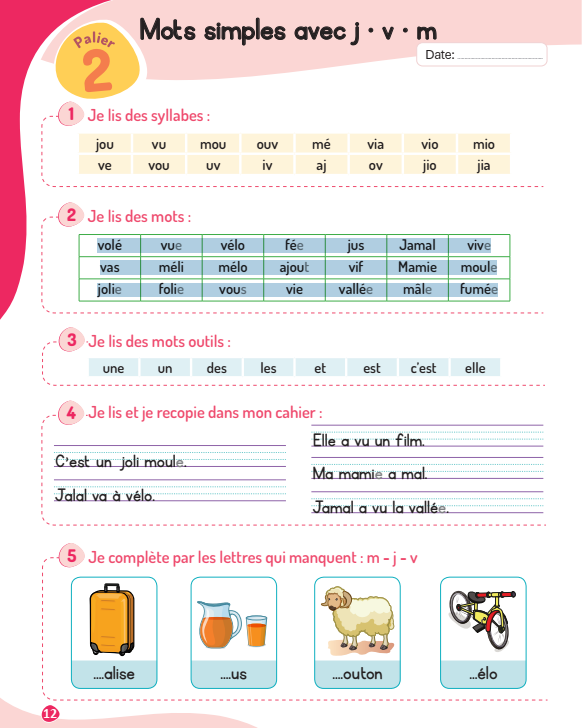 Palier
2
Mots simples avec j • v • m
Date: ........................
1 Je lis des syllabes :
jou vu mou ouv mé via vio mio
ve vou uv iv aj ov jio jia
2 Je lis des mots :
volé vue vélo fée jus Jamal vive
vas méli mélo ajout vif Mamie moule
jolie folie vous vie vallée mâle fumée
3 Je lis des mots outils :
une un des les et est c'est elle
4 Je lis et je recopie dans mon cahier :
C'est un joli moule.
Jalal va à vélo.
Elle a vu un film.
Ma mamie a mal.
Jamal a vu la vallée.
5 Je complète par les lettres qui manquent : m - j - v
....alise ....us ....outon ...élo
12